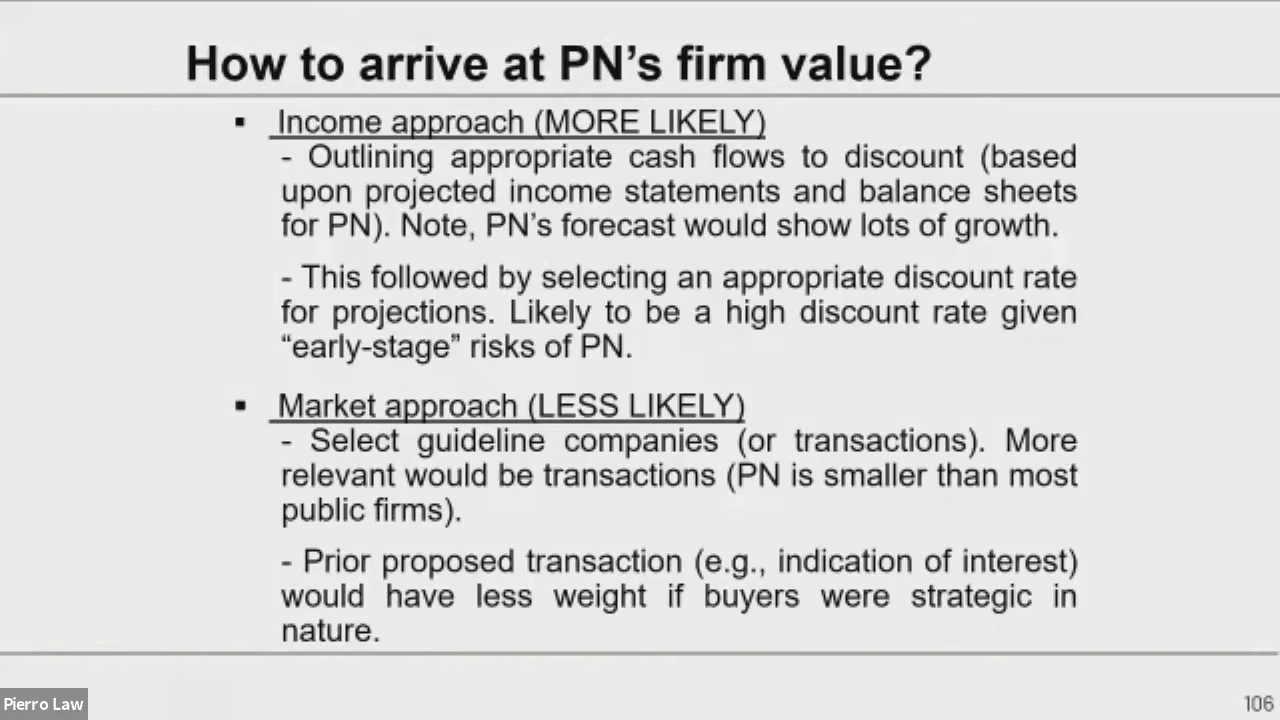 How to arrive at PN’s firm value?
▪ Income approach (MORE LIKELY)
- Outlining appropriate cash flows to discount (based
upon projected income statements and balance sheets
for PN). Note, PN’s forecast would show lots of growth.
- This followed by selecting an appropriate discount rate
for projections. Likely to be a high discount rate given
“early-stage” risks of PN.
▪ Market approach (LESS LIKELY)
- Select guideline companies (or transactions). More
relevant would be transactions (PN is smaller than most
public firms).
- Prior proposed transaction (e.g., indication of interest)
would have less weight if buyers were strategic in
nature.
Pierro Law
106